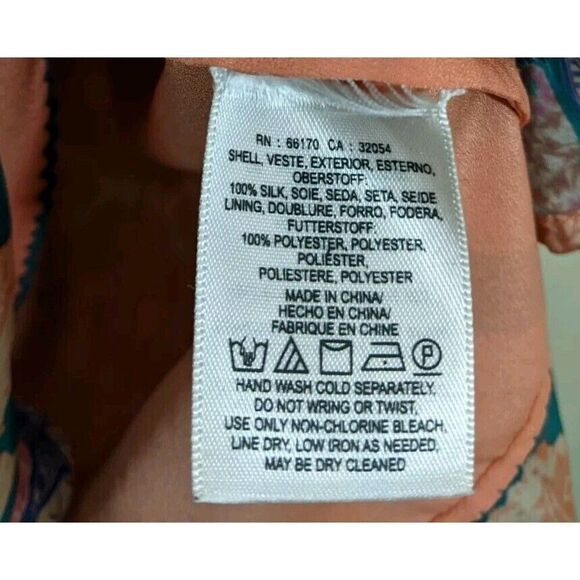 RN : 66170 CA : 32054
SHELL, VESTE, EXTERIOR, ESTERNO,
OBERSTOFF:
100% SILK, SOIE, SEDA, SETA, SEIDE
LINING, DOUBLURE, FORRO, FODERA,
FUTTERSTOFF:
100% POLYESTER, POLYESTER,
POLIÉSTER,
POLIESTERE, POLYESTER
MADE IN CHINA/
HECHO EN CHINA/
FABRIQUE EN CHINE
P
HAND WASH COLD SEPARATELY.
DO NOT WRING OR TWIST,
USE ONLY NON-CHLORINE BLEACH.
LINE DRY, LOW IRON AS NEEDED,
MAY BE DRY CLEANED